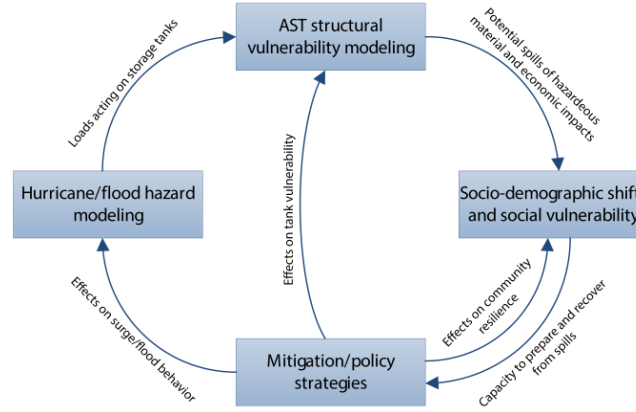 AST structural
vulnerability modeling
Loads acting on storage tanks
Potential spills of hazardeous
material and economic impacts
Effects on tank vulnerability
Hurricane/flood hazard
modeling
Socio-demographic shift
and social vulnerability
Effects on surge/flood behavior
Effects on community
resilience
Capacity to prepare and recover
from spills
Mitigation/policy
strategies